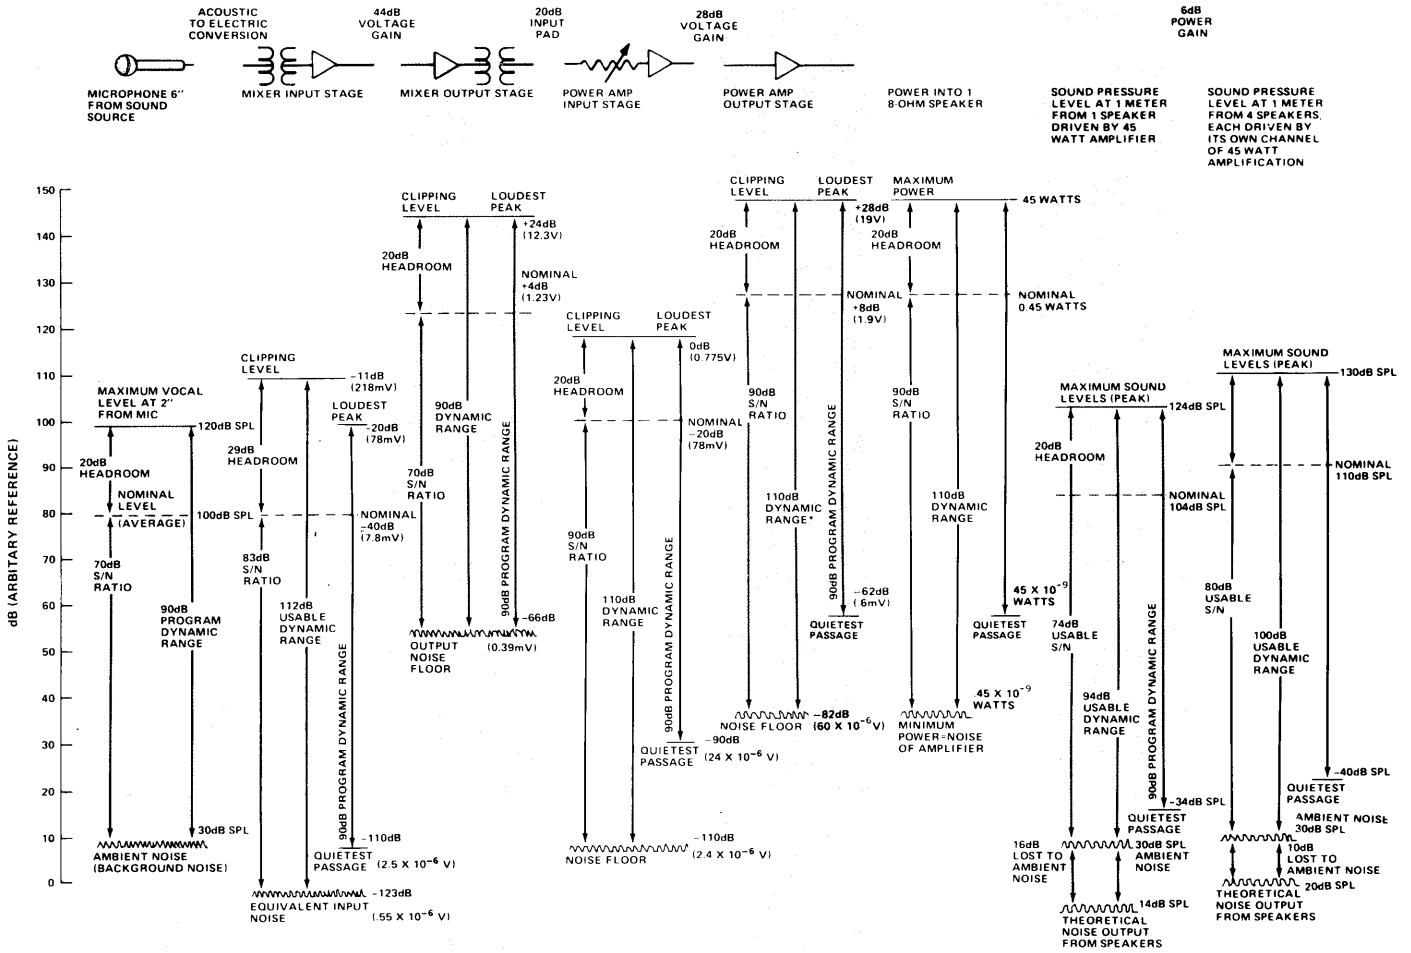 ACOUSTIC
TO ELECTRIC
CONVERSION
44dB
VOLTAGE
GAIN
20dB
INPUT
PAD
28dB
VOLTAGE
GAIN
6dB
POWER
GAIN
MICROPHONE 6"
FROM SOUND
SOURCE
MIXER INPUT STAGE
MIXER OUTPUT STAGE
POWER AMP
INPUT STAGE
POWER AMP
OUTPUT STAGE
POWER INTO 1
8-OHM SPEAKER
SOUND PRESSURE
LEVEL AT 1 METER
FROM 1 SPEAKER
DRIVEN BY 45
WATT AMPLIFIER
SOUND PRESSURE
LEVEL AT 1 METER
FROM 4 SPEAKERS,
EACH DRIVEN BY
ITS OWN CHANNEL
OF 45 WATT
AMPLIFICATION
dB (ARBITARY REFERENCE)
150
140
130
120
110
100
90
80
70
60
50
40
30
20
10
0
MAXIMUM VOCAL
LEVEL AT 2"
FROM MIC
120dB SPL
20dB
HEADROOM
NOMINAL
LEVEL
(AVERAGE)
100dB SPL
70dB
S/N
RATIO
90dB
PROGRAM
DYNAMIC
RANGE
30dB SPL
AMBIENT NOISE
(BACKGROUND NOISE)
CLIPPING
LEVEL
-11dB
(218mV)
LOUDEST
PEAK
-20dB
(78mV)
29dB
HEADROOM
NOMINAL
-40dB
(7.8mV)
83dB
S/N
RATIO
112dB
USABLE
DYNAMIC
RANGE
90dB PROGRAM DYNAMIC RANGE
-110dB
QUIETEST
PASSAGE
(2.5 X 10⁻⁶ V)
-123dB
EQUIVALENT INPUT
NOISE
(.55 X 10⁻⁶ V)
CLIPPING
LEVEL
LOUDEST
PEAK
+24dB
(12.3V)
20dB
HEADROOM
NOMINAL
+4dB
(1.23V)
90dB
DYNAMIC
RANGE
70dB
S/N
RATIO
90dB PROGRAM DYNAMIC RANGE
-66dB
(0.39mV)
OUTPUT
NOISE
FLOOR
CLIPPING
LEVEL
LOUDEST
PEAK
0dB
(0.775V)
20dB
HEADROOM
NOMINAL
-20dB
(78mV)
90dB
S/N
RATIO
110dB
DYNAMIC
RANGE
90dB PROGRAM DYNAMIC RANGE
-90dB
QUIETEST
PASSAGE
(24 X 10⁻⁶ V)
-110dB
NOISE FLOOR
(2.4 X 10⁻⁶ V)
CLIPPING
LEVEL
LOUDEST
PEAK
+28dB
(19V)
20dB
HEADROOM
NOMINAL
+8dB
(1.9V)
90dB
S/N
RATIO
110dB
DYNAMIC
RANGE*
90dB PROGRAM DYNAMIC RANGE
-62dB
(.6mV)
QUIETEST
PASSAGE
NOISE FLOOR
-82dB
(60 X 10⁻⁶ V)
MAXIMUM
POWER
45 WATTS
20dB
HEADROOM
NOMINAL
0.45 WATTS
90dB
S/N
RATIO
110dB
DYNAMIC
RANGE
45 X 10⁻⁹
WATTS
QUIETEST
PASSAGE
.45 X 10⁻⁹
WATTS
MINIMUM
POWER=NOISE
OF AMPLIFIER
MAXIMUM SOUND
LEVELS (PEAK)
124dB SPL
20dB
HEADROOM
NOMINAL
104dB SPL
74dB
USABLE
S/N
94dB
USABLE
DYNAMIC
RANGE
90dB PROGRAM DYNAMIC RANGE
-34dB SPL
QUIETEST
PASSAGE
16dB
LOST TO
AMBIENT
NOISE
30dB SPL
AMBIENT
NOISE
14dB SPL
THEORETICAL
NOISE OUTPUT
FROM SPEAKERS
MAXIMUM SOUND
LEVELS (PEAK)
130dB SPL
20dB
HEADROOM
NOMINAL
110dB SPL
80dB
USABLE
S/N
100dB
USABLE
DYNAMIC
RANGE
-40dB SPL
QUIETEST
PASSAGE
AMBIENT NOISE
30dB SPL
10dB
LOST TO
AMBIENT NOISE
20dB SPL
THEORETICAL
NOISE OUTPUT
FROM SPEAKERS